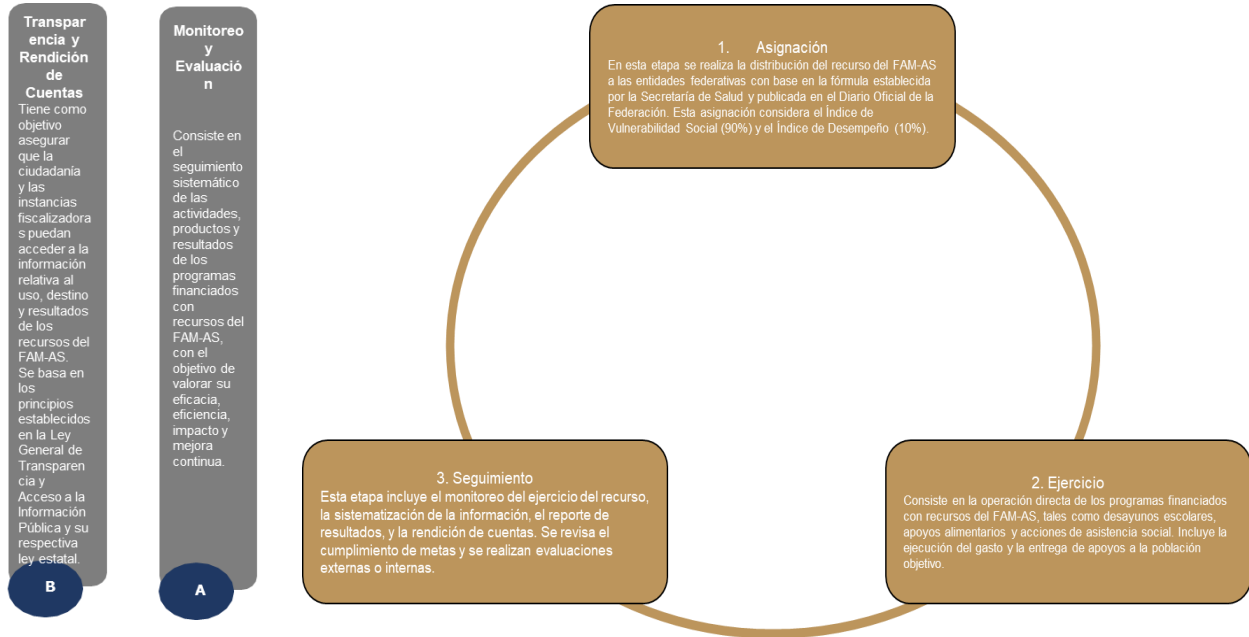 Transpar
encia y
Rendición
de
Cuentas
Tiene como
objetivo
asegurar
que la
ciudadanía
y las
instancias
fiscalizadora
s puedan
acceder a la
información
relativa al
uso, destino
y resultados
de los
recursos del
FAM-AS.
Se basa en
los
principios
establecidos
en la Ley
General de
Transparen
cia y
Acceso a la
Información
Pública y su
respectiva
ley estatal.
B
Monitoreo
y
Evaluació
n
Consiste en
el
seguimiento
sistemático
de las
actividades,
productos y
resultados
de los
programas
financiados
con
recursos del
FAM-AS,
con el
objetivo de
valorar su
eficacia,
eficiencia,
impacto y
mejora
continua.
A
1. Asignación
En esta etapa se realiza la distribución del recurso del FAM-AS
a las entidades federativas con base en la fórmula establecida
por la Secretaría de Salud y publicada en el Diario Oficial de la
Federación. Esta asignación considera el Índice de
Vulnerabilidad Social (90%) y el Índice de Desempeño (10%).
2. Ejercicio
Consiste en la operación directa de los programas financiados
con recursos del FAM-AS, tales como desayunos escolares,
apoyos alimentarios y acciones de asistencia social. Incluye la
ejecución del gasto y la entrega de apoyos a la población
objetivo.
3. Seguimiento
Esta etapa incluye el monitoreo del ejercicio del recurso,
la sistematización de la información, el reporte de
resultados, y la rendición de cuentas. Se revisa el
cumplimiento de metas y se realizan evaluaciones
externas o internas.